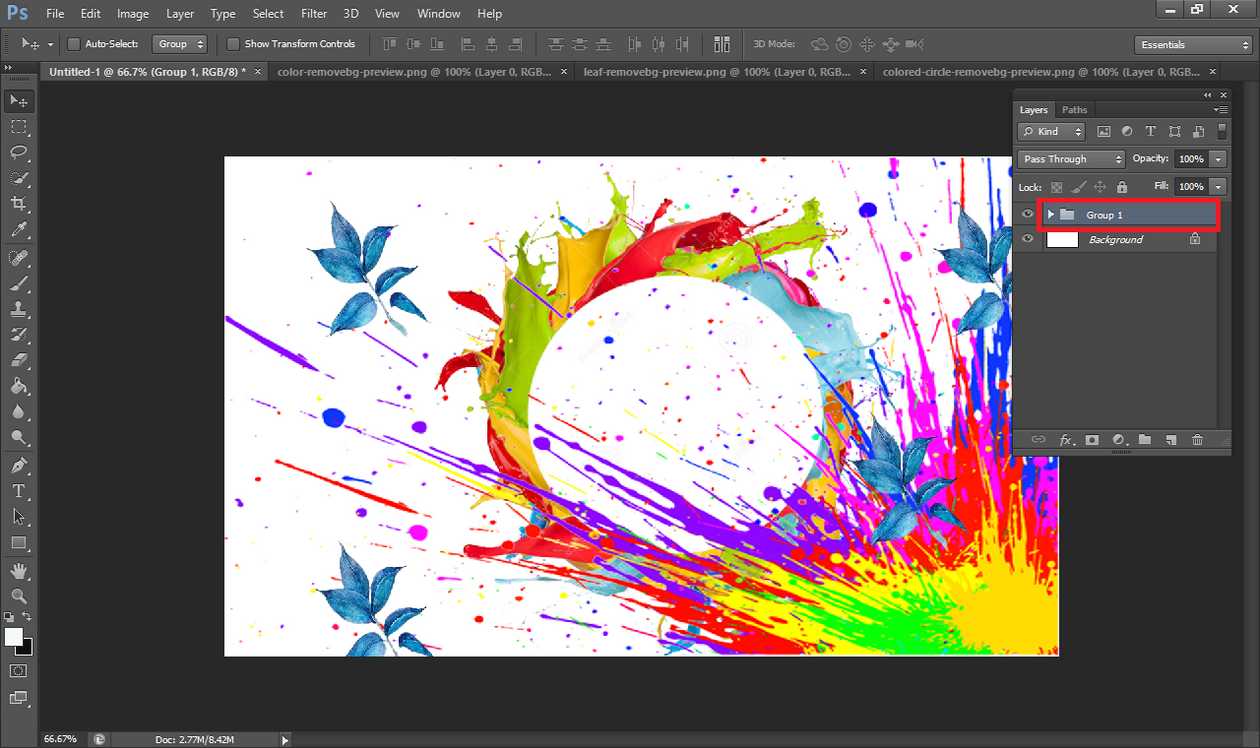 Ps File Edit Image Layer Type Select Filter 3D View Window Help
Auto-Select: Group Show Transform Controls 3D Mode: Essentials
Untitled-1 @ 66.7% (Group 1, RGB/8) * × color-removebg-preview.png @ 100% (Layer 0, RGB... × leaf-removebg-preview.png @ 100% (Layer 0, RGB... × colored-circle-removebg-preview.png @ 100% (Layer 0, RGB... ×
Layers Paths
Kind
Pass Through Opacity: 100%
Lock: Fill: 100%
Group 1
Background
66.67% Doc: 2.77M/8.42M